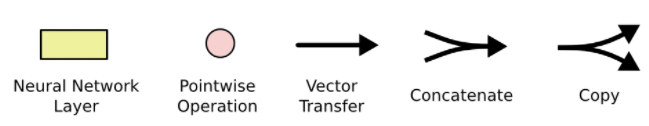 Neural Network
Layer
Pointwise
Operation
Vector
Transfer
Concatenate
Copy